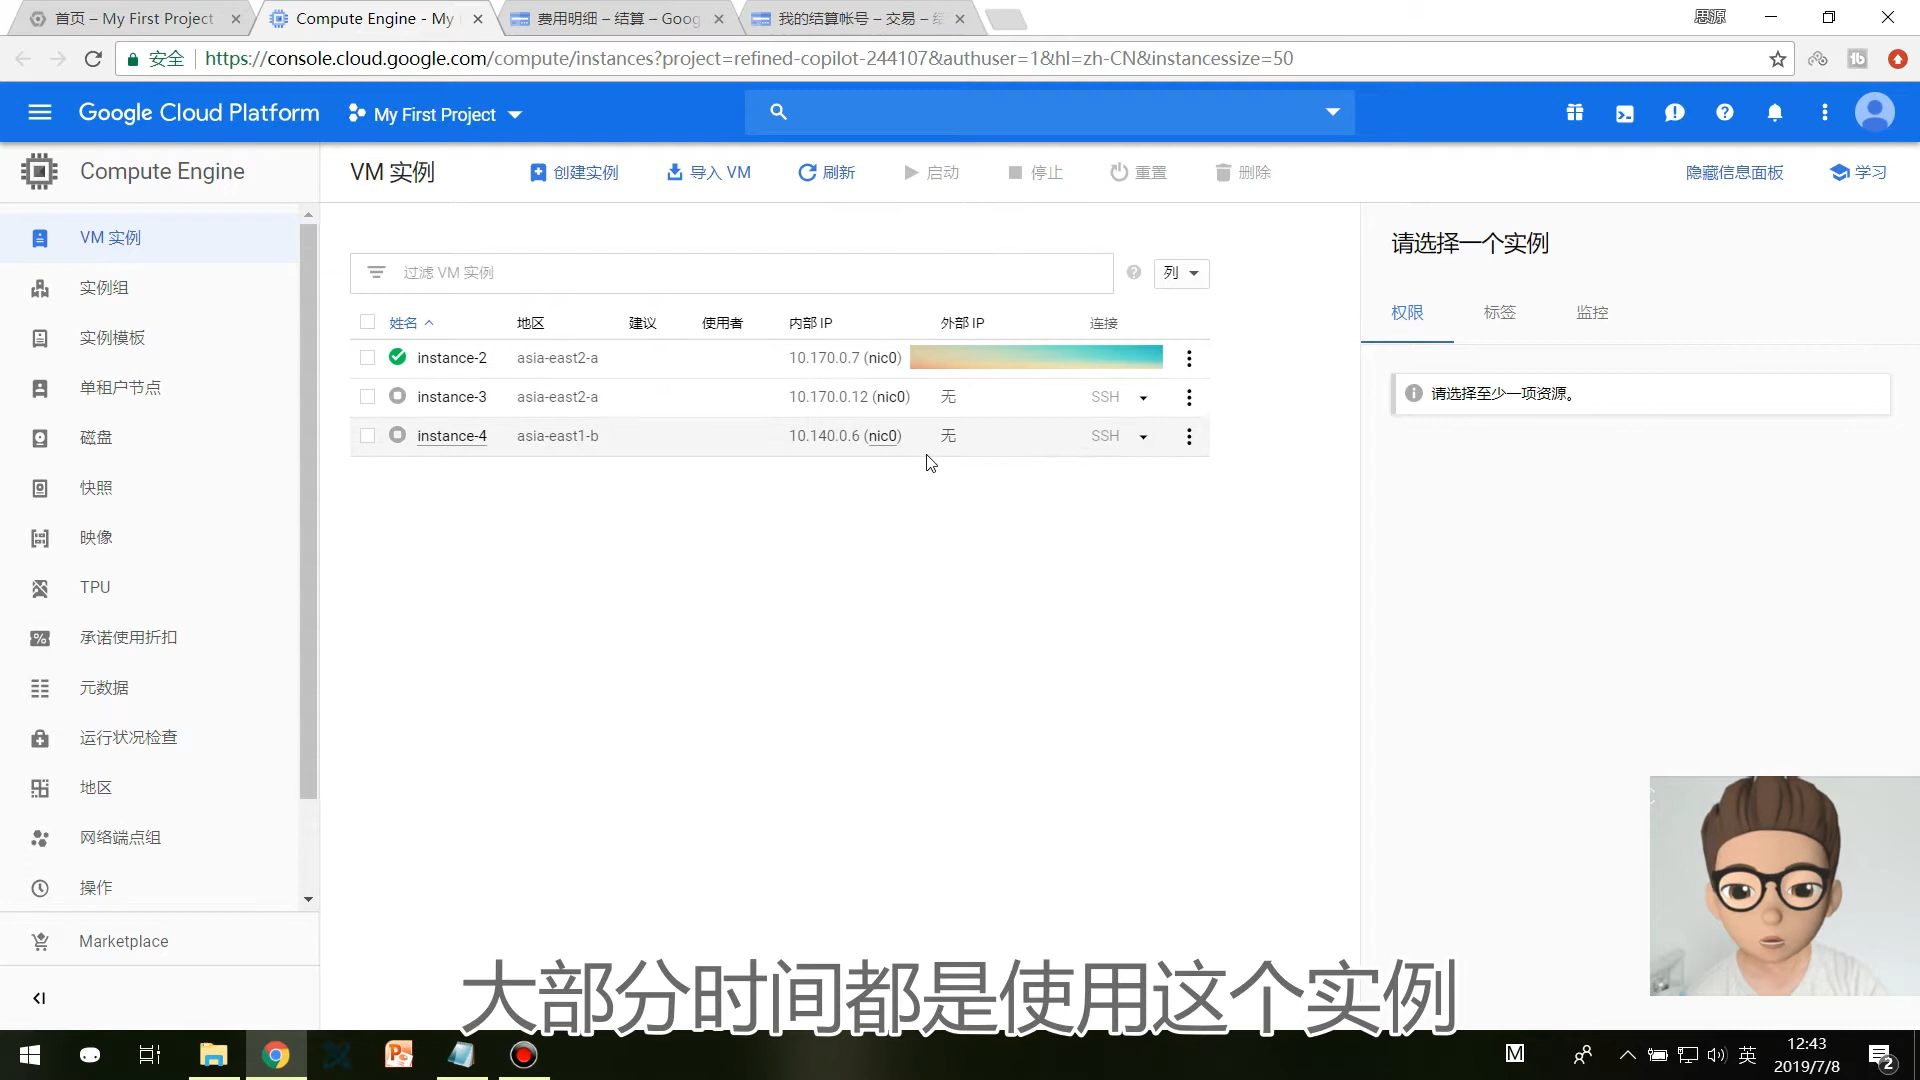 首页 – My First Project
Compute Engine - My
费用明细 – 结算 – Goog
我的结算帐号 – 交易 – 结
思源
安全
https://console.cloud.google.com/compute/instances?project=refined-copilot-244107&authuser=1&hl=zh-CN&instancessize=50
Google Cloud Platform
My First Project
Compute Engine
VM 实例
创建实例
导入 VM
刷新
启动
停止
重置
删除
隐藏信息面板
学习
VM 实例
实例组
实例模板
单租户节点
磁盘
快照
映像
TPU
承诺使用折扣
元数据
运行状况检查
地区
网络端点组
操作
Marketplace
过滤 VM 实例
列
姓名 地区 建议 使用者 内部 IP 外部 IP 连接
instance-2 asia-east2-a 10.170.0.7 (nic0)
instance-3 asia-east2-a 10.170.0.12 (nic0) 无 SSH
instance-4 asia-east1-b 10.140.0.6 (nic0) 无 SSH
请选择一个实例
权限 标签 监控
请选择至少一项资源。
大部分时间都是使用这个实例
M
英
12:43
2019/7/8
2